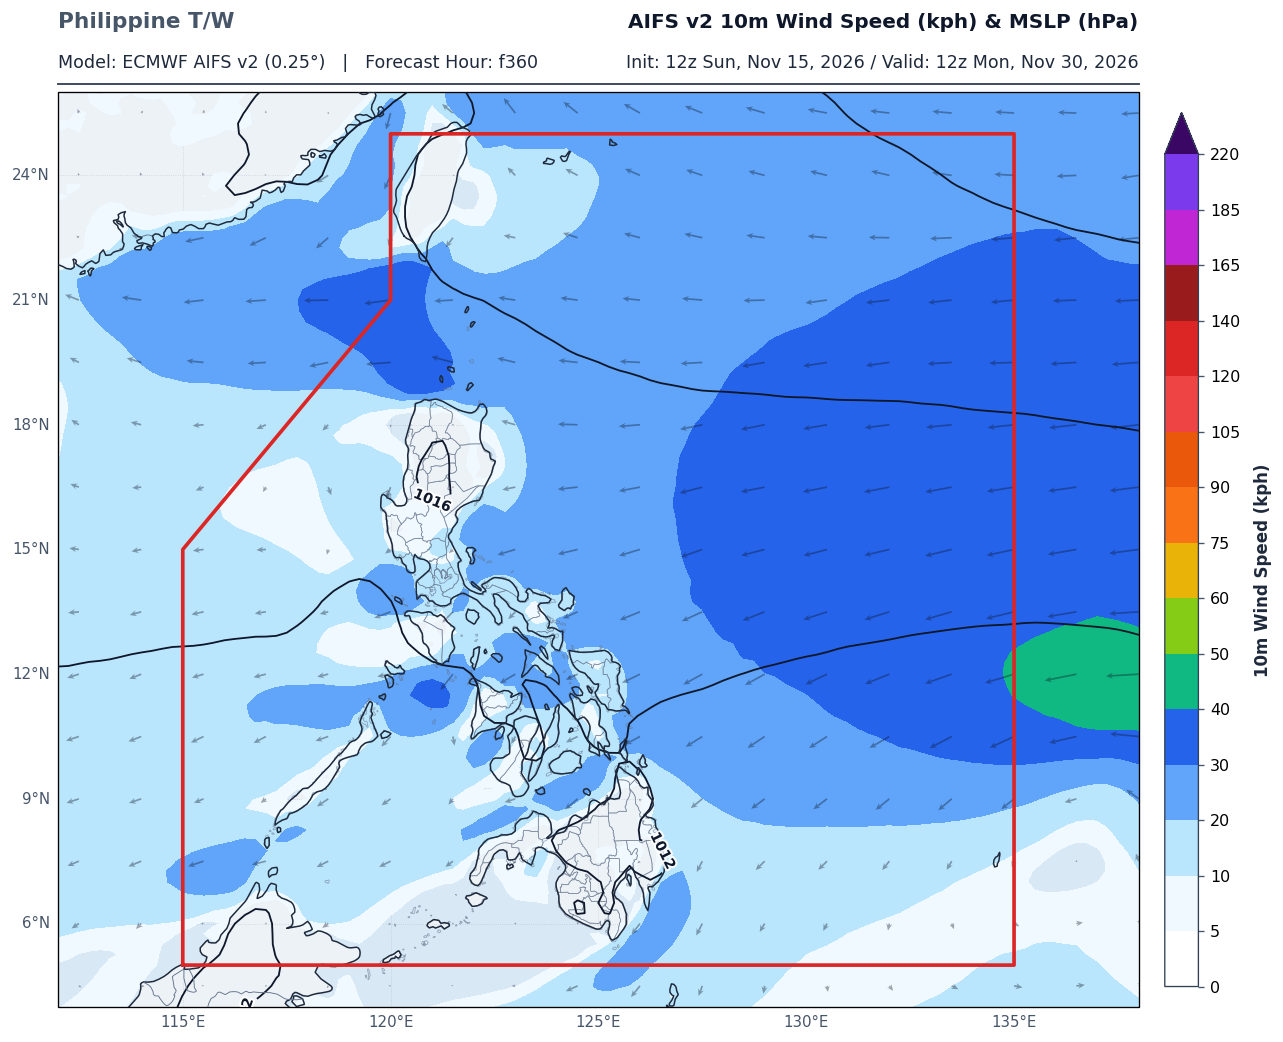 Philippine T/W
AIFS v2 10m Wind Speed (kph) & MSLP (hPa)
Model: ECMWF AIFS v2 (0.25°) | Forecast Hour: f360
Init: 12z Sun, Nov 15, 2026 / Valid: 12z Mon, Nov 30, 2026
24°N
21°N
18°N
15°N
12°N
9°N
6°N
115°E
120°E
125°E
130°E
135°E
1016
1012
2
220
185
165
140
120
105
90
75
60
50
40
30
20
10
5
0
10m Wind Speed (kph)